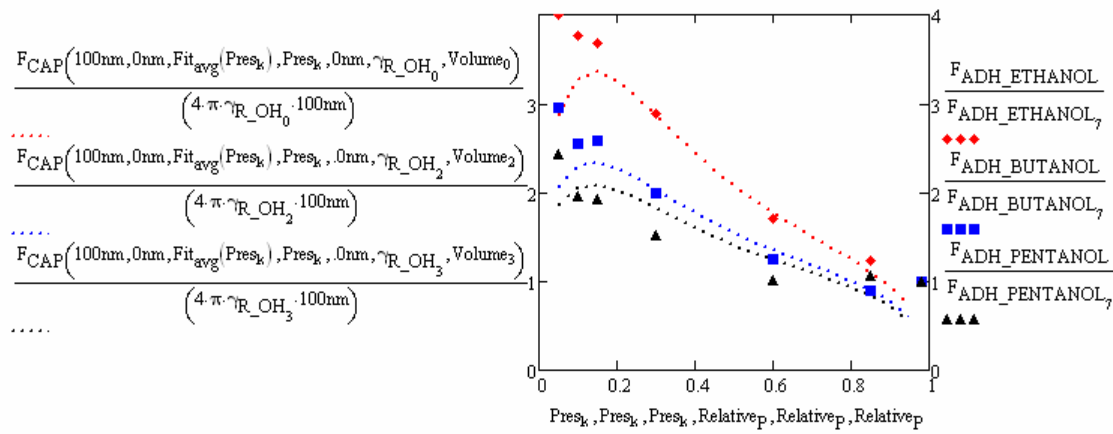 F_CAP(100nm,0nm,Fit_avg(Pres_k),Pres_k,0nm,γ_R_OH_0,Volume_0)
(4·π·γ_R_OH_0·100nm)
F_CAP(100nm,0nm,Fit_avg(Pres_k),Pres_k,.0nm,γ_R_OH_2,Volume_2)
(4·π·γ_R_OH_2·100nm)
F_CAP(100nm,0nm,Fit_avg(Pres_k),Pres_k,.0nm,γ_R_OH_3,Volume_3)
(4·π·γ_R_OH_3·100nm)
4
3
2
1
0
0 0.2 0.4 0.6 0.8 1
Pres_k,Pres_k,Pres_k,Relative_P,Relative_P,Relative_P
4
3
2
1
0
F_ADH_ETHANOL
F_ADH_ETHANOL_7
F_ADH_BUTANOL
F_ADH_BUTANOL_7
F_ADH_PENTANOL
F_ADH_PENTANOL_7